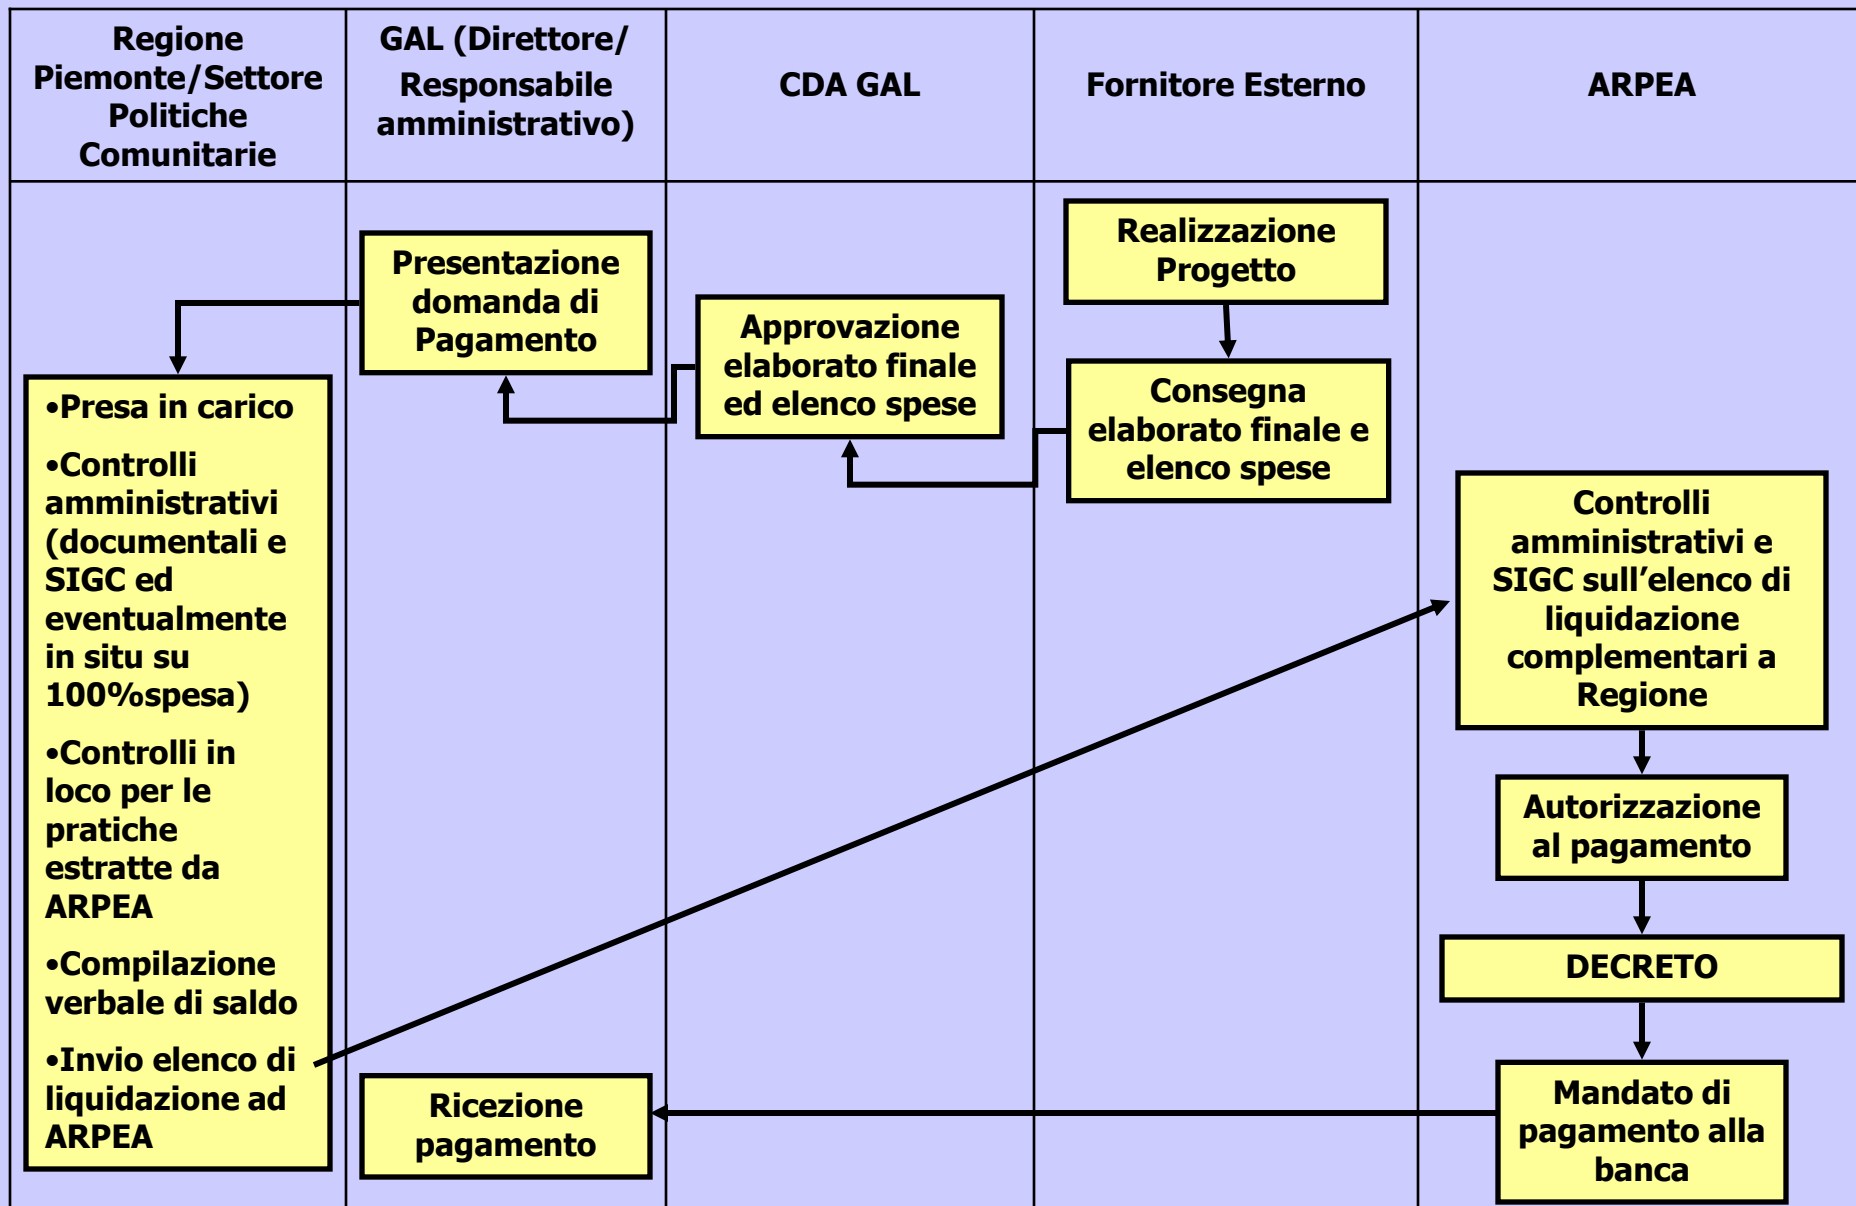 Regione
Piemonte/Settore
Politiche
Comunitarie
GAL (Direttore/
Responsabile
amministrativo)
CDA GAL
Fornitore Esterno
ARPEA
Realizzazione
Progetto
Consegna
elaborato finale e
elenco spese
Approvazione
elaborato finale
ed elenco spese
Presentazione
domanda di
Pagamento
•Presa in carico
•Controlli
amministrativi
(documentali e
SIGC ed
eventualmente
in situ su
100%spesa)
•Controlli in
loco per le
pratiche
estratte da
ARPEA
•Compilazione
verbale di saldo
•Invio elenco di
liquidazione ad
ARPEA
Controlli
amministrativi e
SIGC sull’elenco di
liquidazione
complementari a
Regione
Autorizzazione
al pagamento
DECRETO
Mandato di
pagamento alla
banca
Ricezione
pagamento